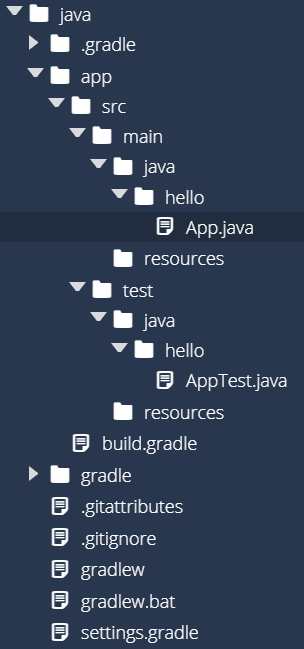 java
.gradle
app
src
main
java
hello
App.java
resources
test
java
hello
AppTest.java
resources
build.gradle
gradle
.gitattributes
.gitignore
gradlew
gradlew.bat
settings.gradle